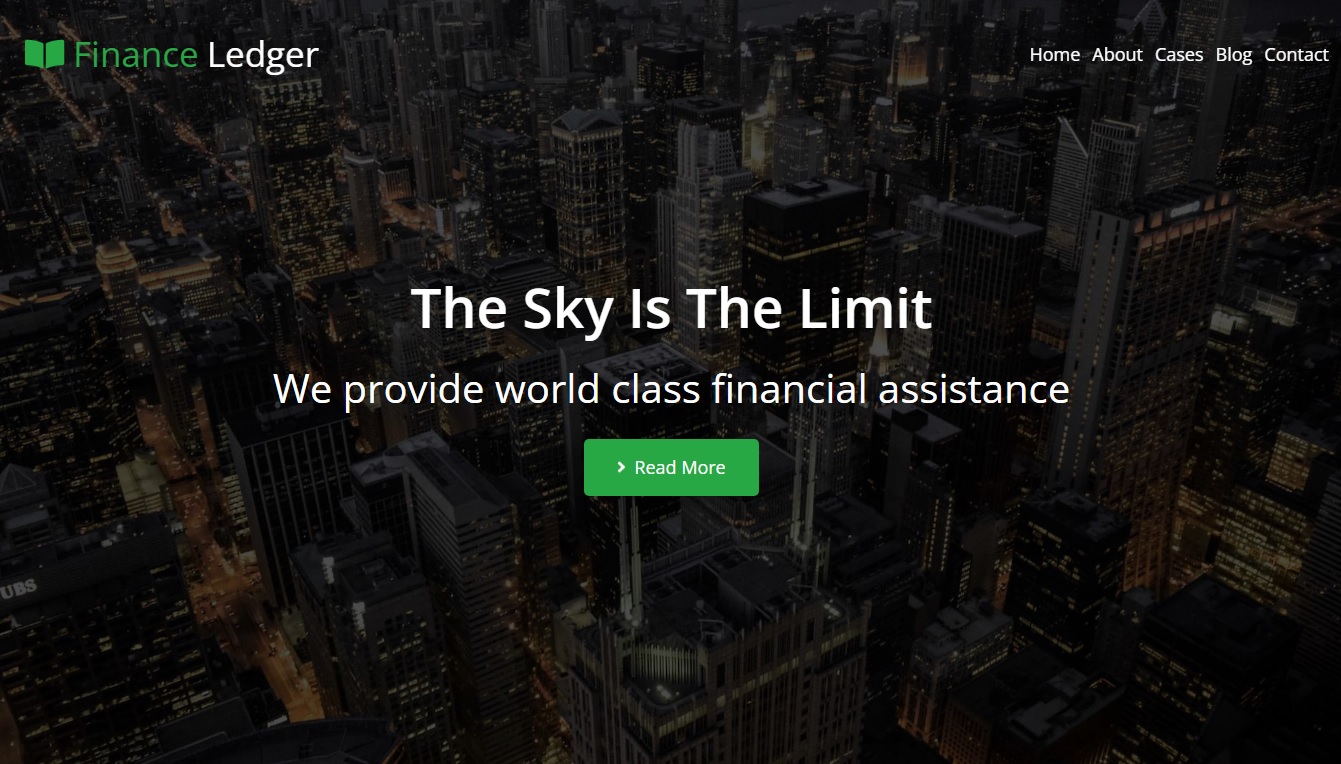 Finance Ledger
Home About Cases Blog Contact
The Sky Is The Limit
We provide world class financial assistance
Read More
UBS